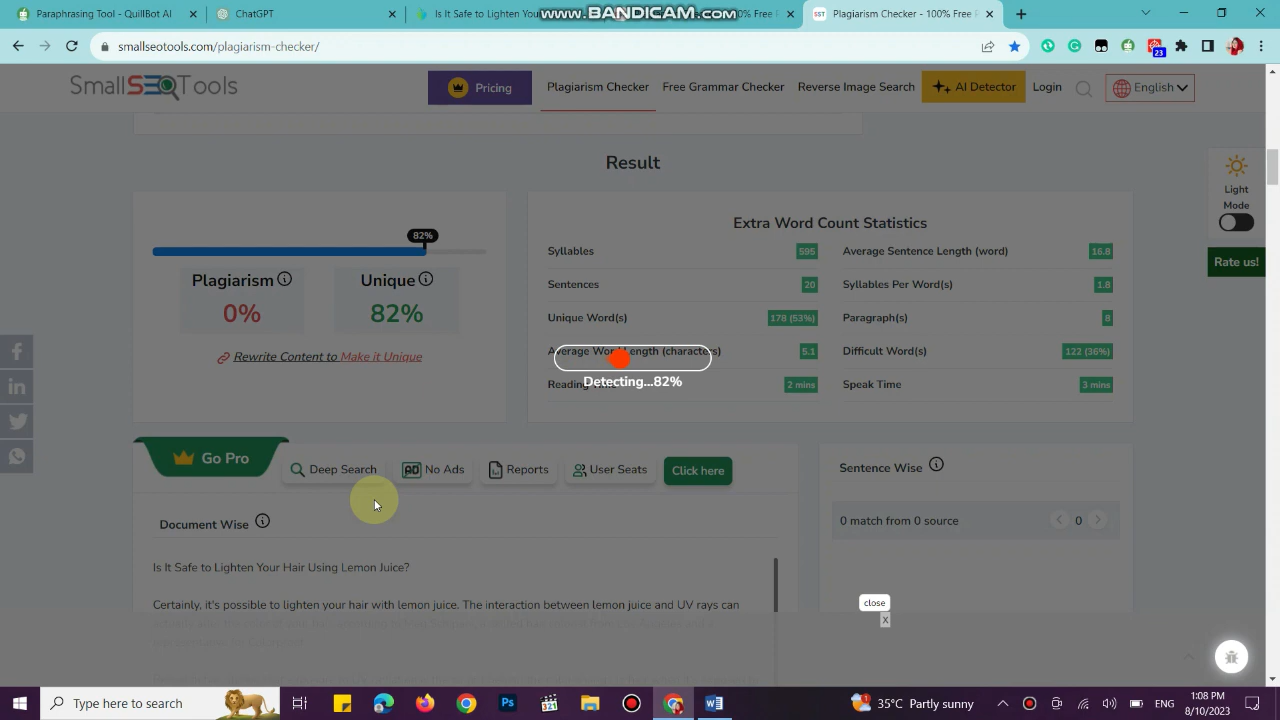 Paraphrasing Tool - QuillBot AI
ChatGPT
Is It Safe to Lighten You
100% Free
Plagiarism Checker - 100% Free
www.BANDICAM.com
smallseotools.com/plagiarism-checker/
23
SmallSEOTools
Pricing
Plagiarism Checker
Free Grammar Checker
Reverse Image Search
AI Detector
Login
English
Result
Light
Mode
Rate us!
82%
Plagiarism
Unique
0%
82%
Rewrite Content to Make it Unique
Extra Word Count Statistics
Syllables 595
Average Sentence Length (word) 16.8
Sentences 20
Syllables Per Word(s) 1.8
Unique Word(s) 178 (53%)
Paragraph(s) 8
Average Word Length (characters) 5.1
Difficult Word(s) 122 (36%)
Reading Time 2 mins
Speak Time 3 mins
Detecting...82%
Go Pro
Deep Search
AD No Ads
Reports
User Seats
Click here
Sentence Wise
0 match from 0 source
0
Document Wise
Is It Safe to Lighten Your Hair Using Lemon Juice?
Certainly, it's possible to lighten your hair with lemon juice. The interaction between lemon juice and UV rays can
close
X
Type here to search
Ps
321
35°C Partly sunny
ENG
1:08 PM
8/10/2023